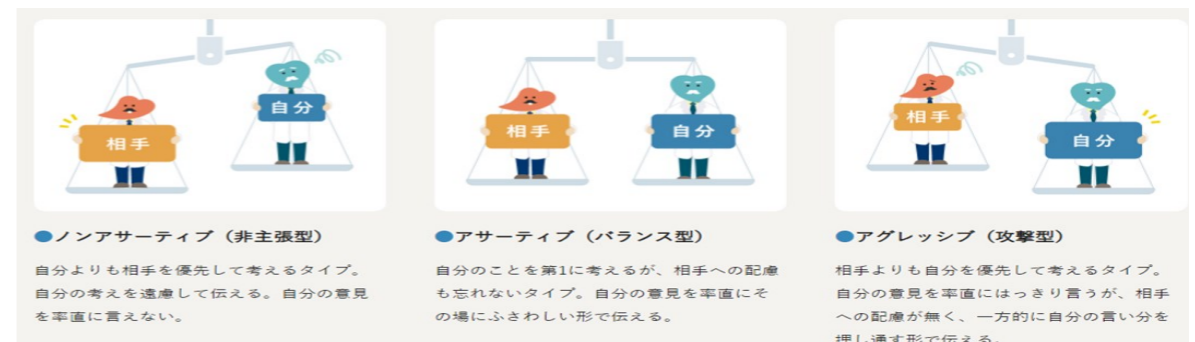 相手
自分
●ノンアサーティブ（非主張型）
自分よりも相手を優先して考えるタイプ。
自分の考えを遠慮して伝える。自分の意見
を率直に言えない。
相手
自分
●アサーティブ（バランス型）
自分のことを第1に考えるが、相手への配慮
も忘れないタイプ。自分の意見を率直にそ
の場にふさわしい形で伝える。
相手
自分
●アグレッシブ（攻撃型）
相手よりも自分を優先して考えるタイプ。
自分の意見を率直にはっきり言うが、相手
への配慮が無く、一方的に自分の言い分を
押し通す形で伝える。